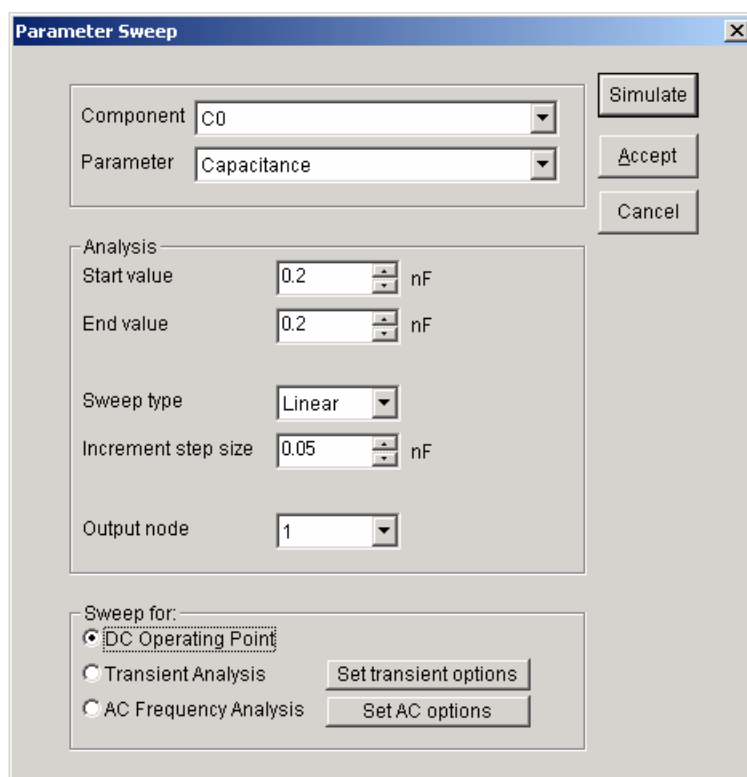 Parameter Sweep
Component C0
Parameter Capacitance
Simulate
Accept
Cancel
Analysis
Start value 0.2 nF
End value 0.2 nF
Sweep type Linear
Increment step size 0.05 nF
Output node 1
Sweep for:
DC Operating Point
Transient Analysis Set transient options
AC Frequency Analysis Set AC options